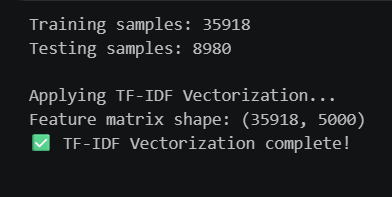 Training samples: 35918
Testing samples: 8980
Applying TF-IDF Vectorization...
Feature matrix shape: (35918, 5000)
✅ TF-IDF Vectorization complete!